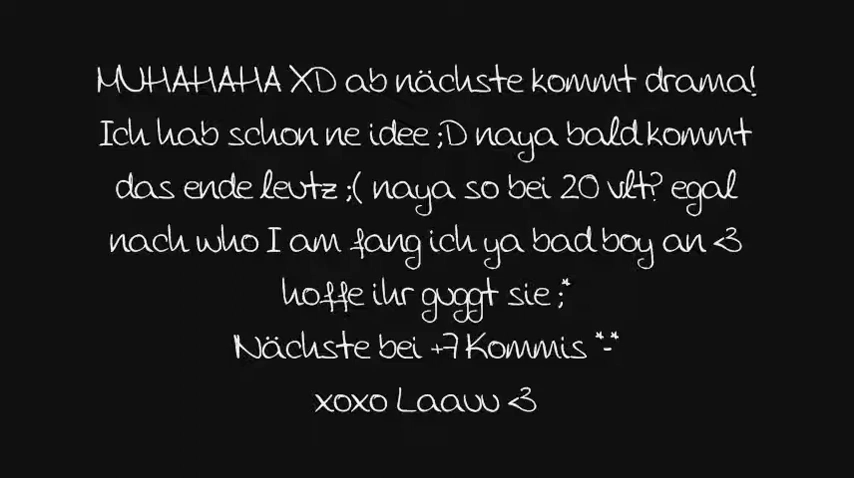 MUHAHAHA XD ab nächste kommt drama!
Ich hab schon ne idee ;D naya bald kommt
das ende leutz ;( naya so bei 20 vllt? egal
nach who I am fang ich ya bad boy an <3
hoffe ihr guggt sie ;*
Nächste bei +7 Kommis *-*
xoxo Laavv <3